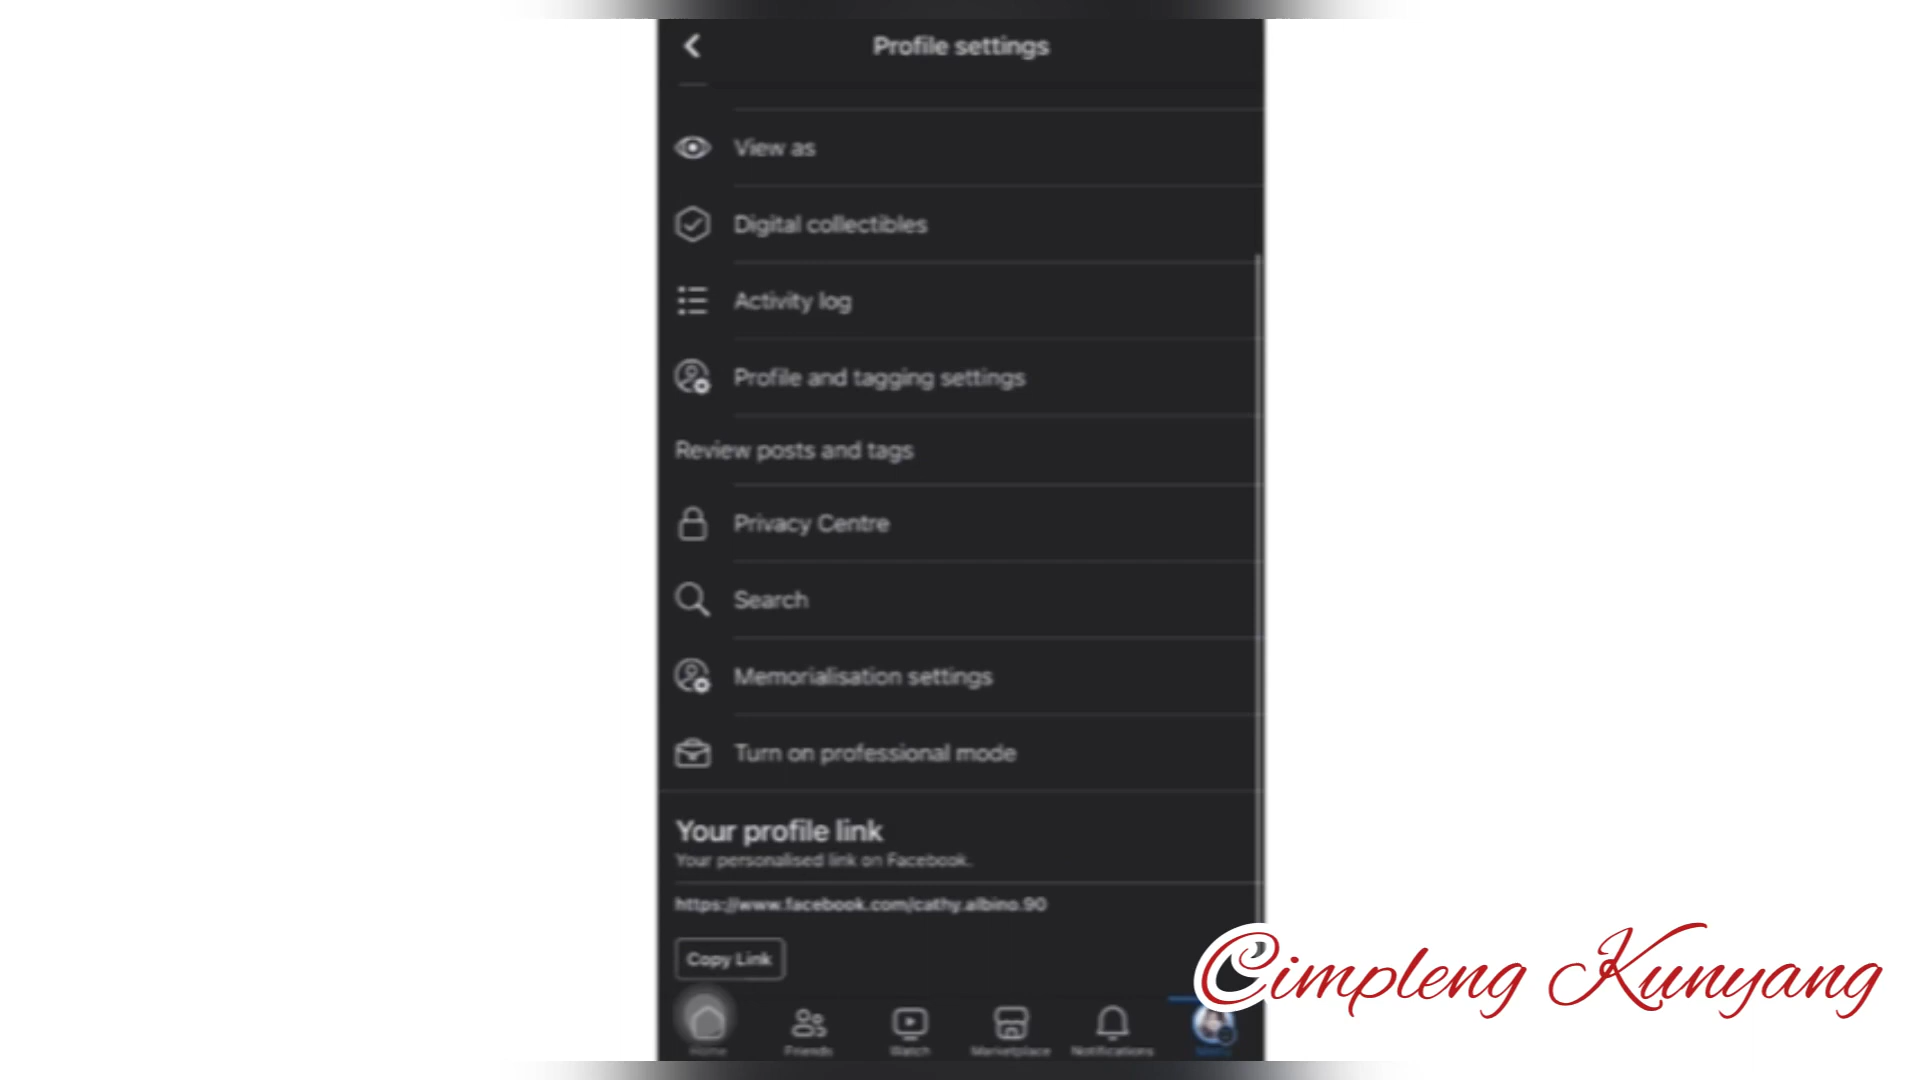 Profile settings
View as
Digital collectibles
Activity log
Profile and tagging settings
Review posts and tags
Privacy Centre
Search
Memorialisation settings
Turn on professional mode
Your profile link
Your personalised link on Facebook.
https://www.facebook.com/cathy.albino.90
Copy Link
Home Friends Watch Marketplace Notifications Menu
Cimpleng Kunyang